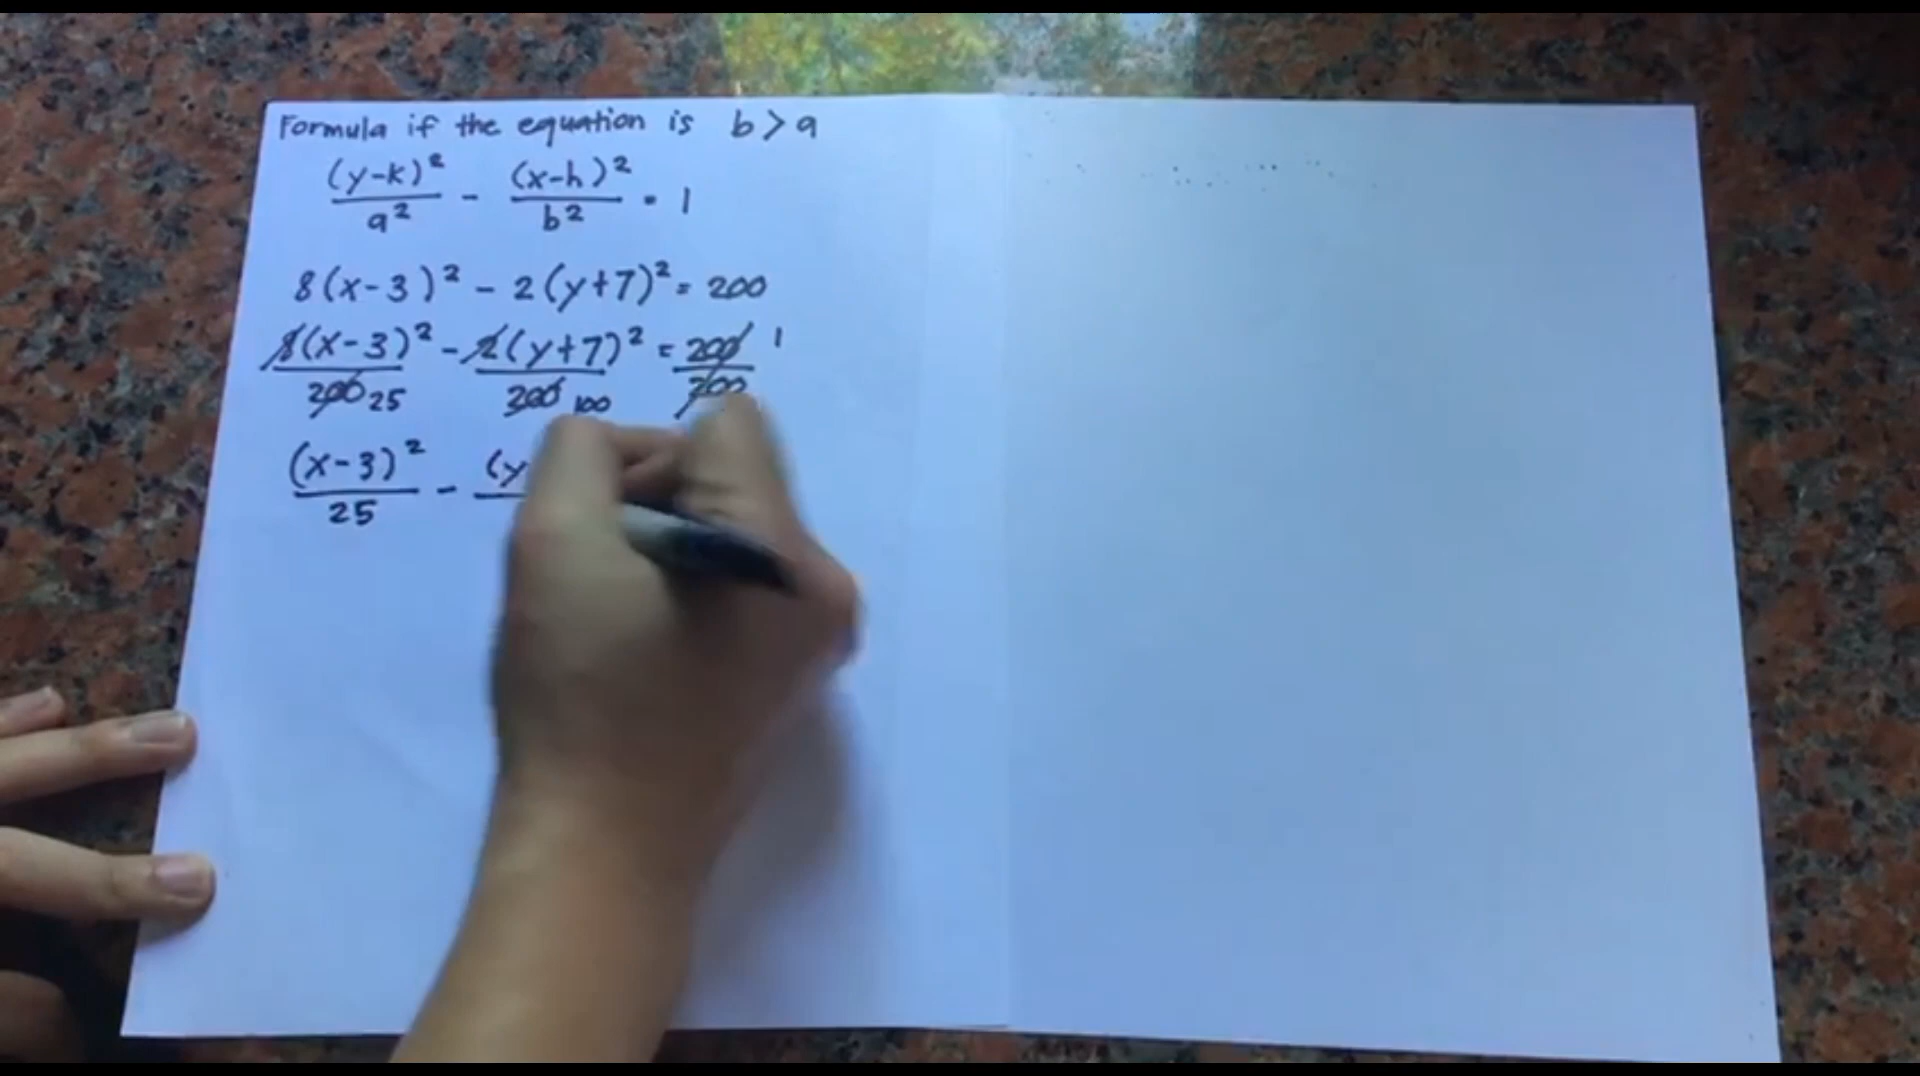 Formula if the equation is b > a
(y-k)² / a² - (x-h)² / b² = 1
8(x-3)² - 2(y+7)² = 200
8(x-3)² / 200 25 - 2(y+7)² / 200 100 = 200 / 200 1
(x-3)² / 25 - (y